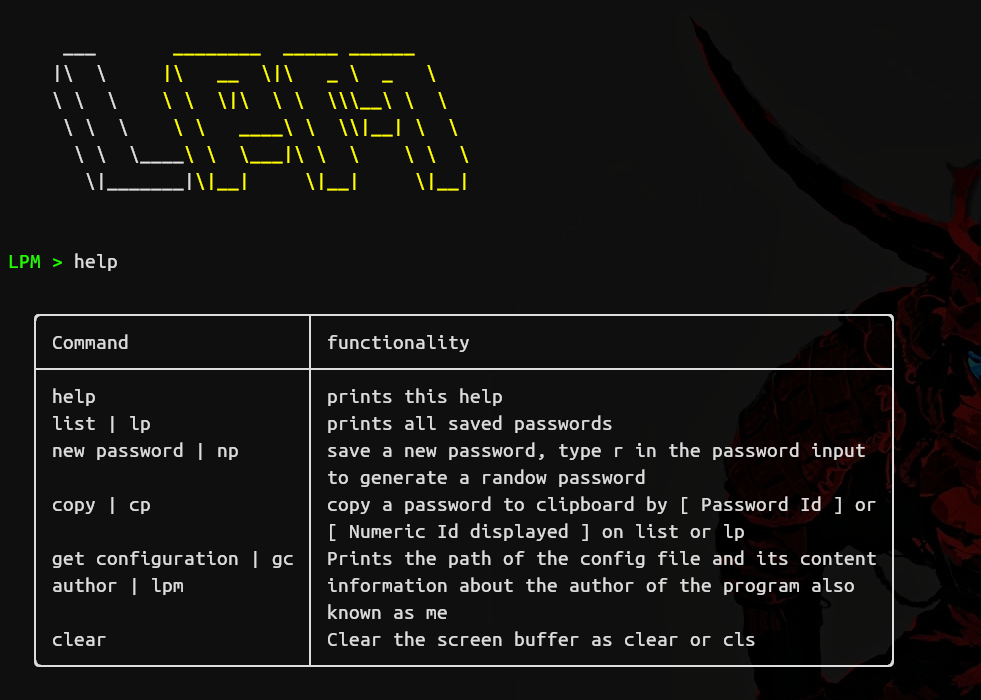 LPM
LPM > help
Command functionality
help prints this help
list | lp prints all saved passwords
new password | np save a new password, type r in the password input
to generate a randow password
copy | cp copy a password to clipboard by [ Password Id ] or
[ Numeric Id displayed ] on list or lp
get configuration | gc Prints the path of the config file and its content
author | lpm information about the author of the program also
known as me
clear Clear the screen buffer as clear or cls